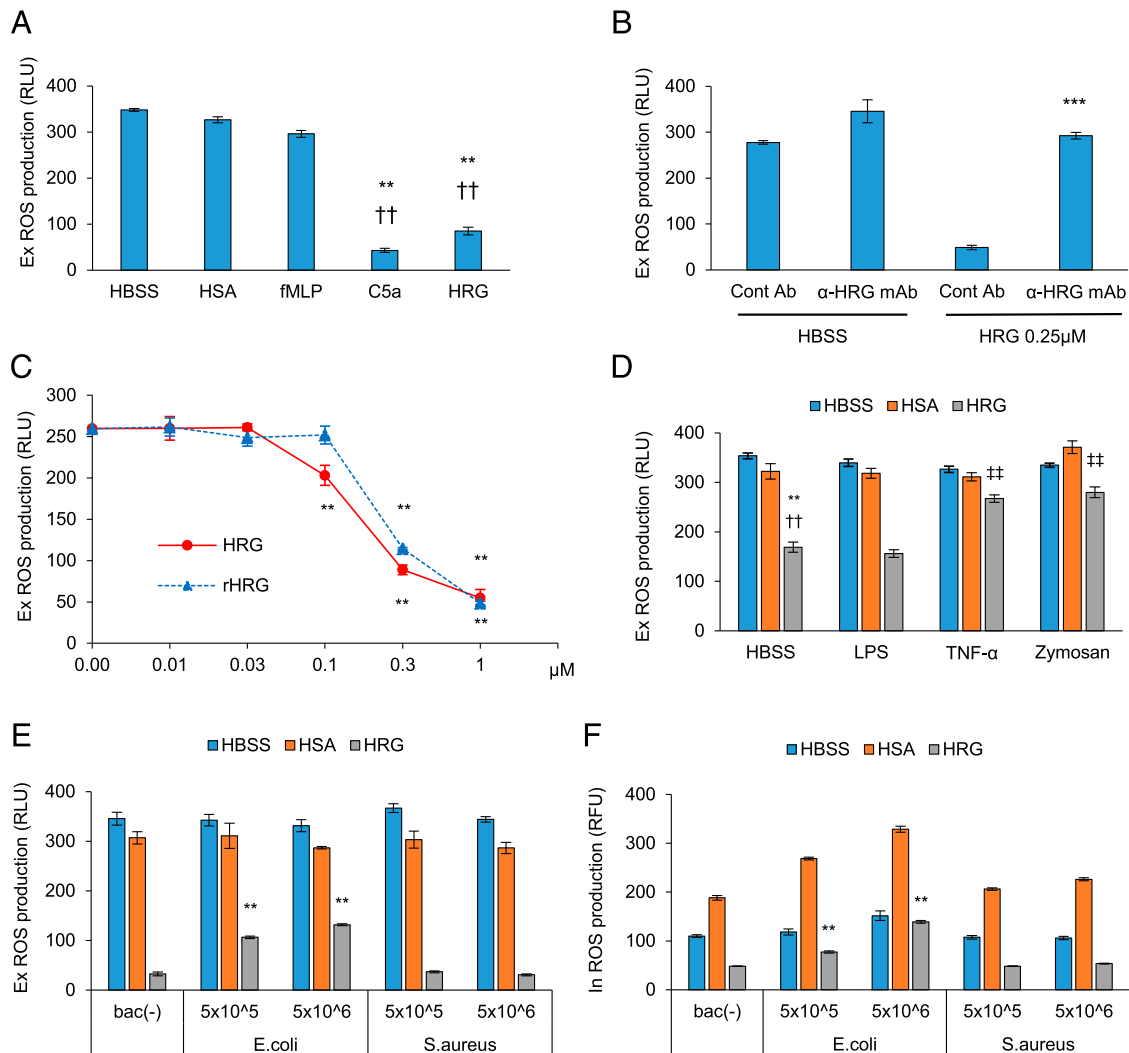 A
Ex ROS production (RLU)
400
300
200
100
0
**
††
**
††
HBSS HSA fMLP C5a HRG
B
Ex ROS production (RLU)
400
300
200
100
0
***
Cont Ab α-HRG mAb Cont Ab α-HRG mAb
HBSS HRG 0.25μM
C
Ex ROS production (RLU)
300
250
200
150
100
50
0
HRG
rHRG
** ** **
** **
0.00 0.01 0.03 0.1 0.3 1 μM
D
HBSS HSA HRG
Ex ROS production (RLU)
400
300
200
100
0
**
††
‡‡
‡‡
HBSS LPS TNF-α Zymosan
E
HBSS HSA HRG
Ex ROS production (RLU)
400
300
200
100
0
** **
bac(-) 5x10^5 5x10^6 5x10^5 5x10^6
E.coli S.aureus
F
HBSS HSA HRG
In ROS production (RFU)
400
300
200
100
0
** **
bac(-) 5x10^5 5x10^6 5x10^5 5x10^6
E.coli S.aureus